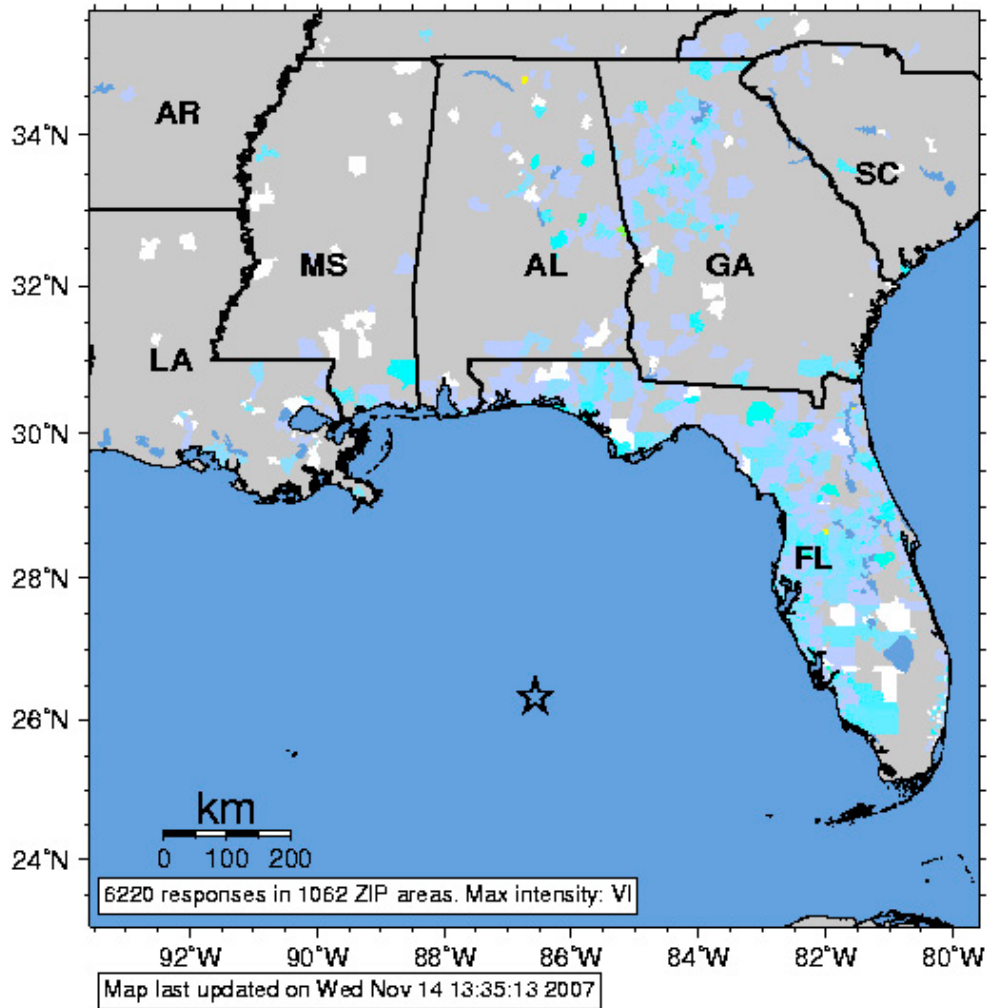 34°N
32°N
30°N
28°N
26°N
24°N
AR
SC
MS
AL
GA
LA
FL
km
0 100 200
6220 responses in 1062 ZIP areas. Max intensity: VI
92°W 90°W 88°W 86°W 84°W 82°W 80°W
Map last updated on Wed Nov 14 13:35:13 2007